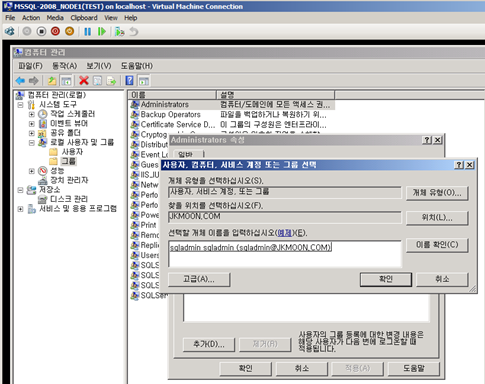 MSSQL-2008_NODE1(TEST) on localhost - Virtual Machine Connection
File Action Media Clipboard View Help
컴퓨터 관리
파일(F) 동작(A) 보기(V) 도움말(H)
컴퓨터 관리(로컬)
시스템 도구
작업 스케줄러
이벤트 뷰어
공유 폴더
로컬 사용자 및 그룹
사용자
그룹
성능
장치 관리자
저장소
디스크 관리
서비스 및 응용 프로그램
이름 설명
Administrators 컴퓨터/도메인에 모든 액세스 권...
Backup Operators 파일을 백업하거나 복원하기 위...
Certificate Service D... 이 그룹의 구성원은 엔터프라이...
Cryptog
Distribut
Event Lo
Guests
IIS_IUS
Networ
Perform
Perform
Power
Print
Remo
Replic
Users
SQLS
SQLS
SQLS
SQLSer
Administrators 속성
일반
사용자, 컴퓨터, 서비스 계정 또는 그룹 선택
개체 유형을 선택하십시오(S).
사용자, 서비스 계정, 또는 그룹
개체 유형(O)...
찾을 위치를 선택하십시오(F).
JKMOON.COM
위치(L)...
선택할 개체 이름을 입력하십시오(예제)(E).
sqladmin sqladmin (sqladmin@JKMOON.COM)
이름 확인(C)
고급(A)...
확인
취소
추가(D)...
제거(R)
사용자의 그룹 등록에 대한 변경 내용은
해당 사용자가 다음 번에 로그온할 때
적용됩니다.
확인 취소 적용(A) 도움말